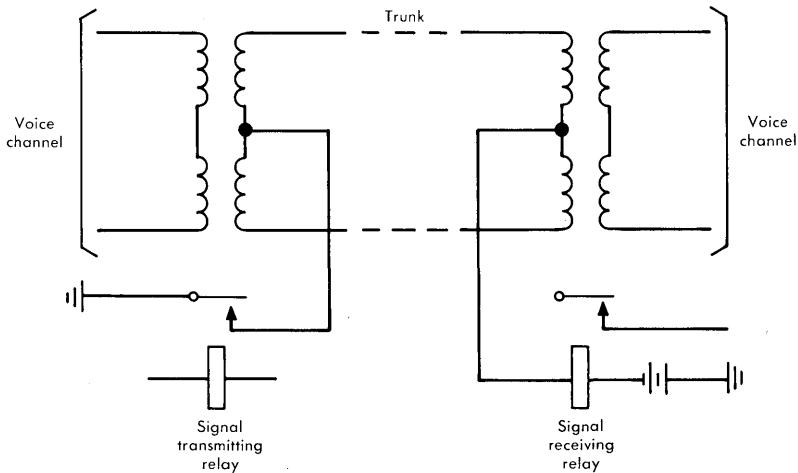 Trunk
Voice
channel
Voice
channel
Signal
transmitting
relay
Signal
receiving
relay